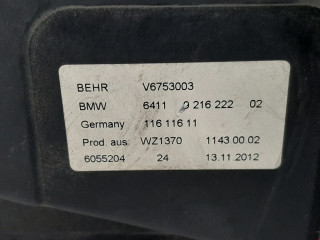 BEHR V6753003
BMW 6411 9 216 222 02
Germany 116 116 11
Prod. aus: WZ1370 1143 00 02
6055204 24 13.11.2012